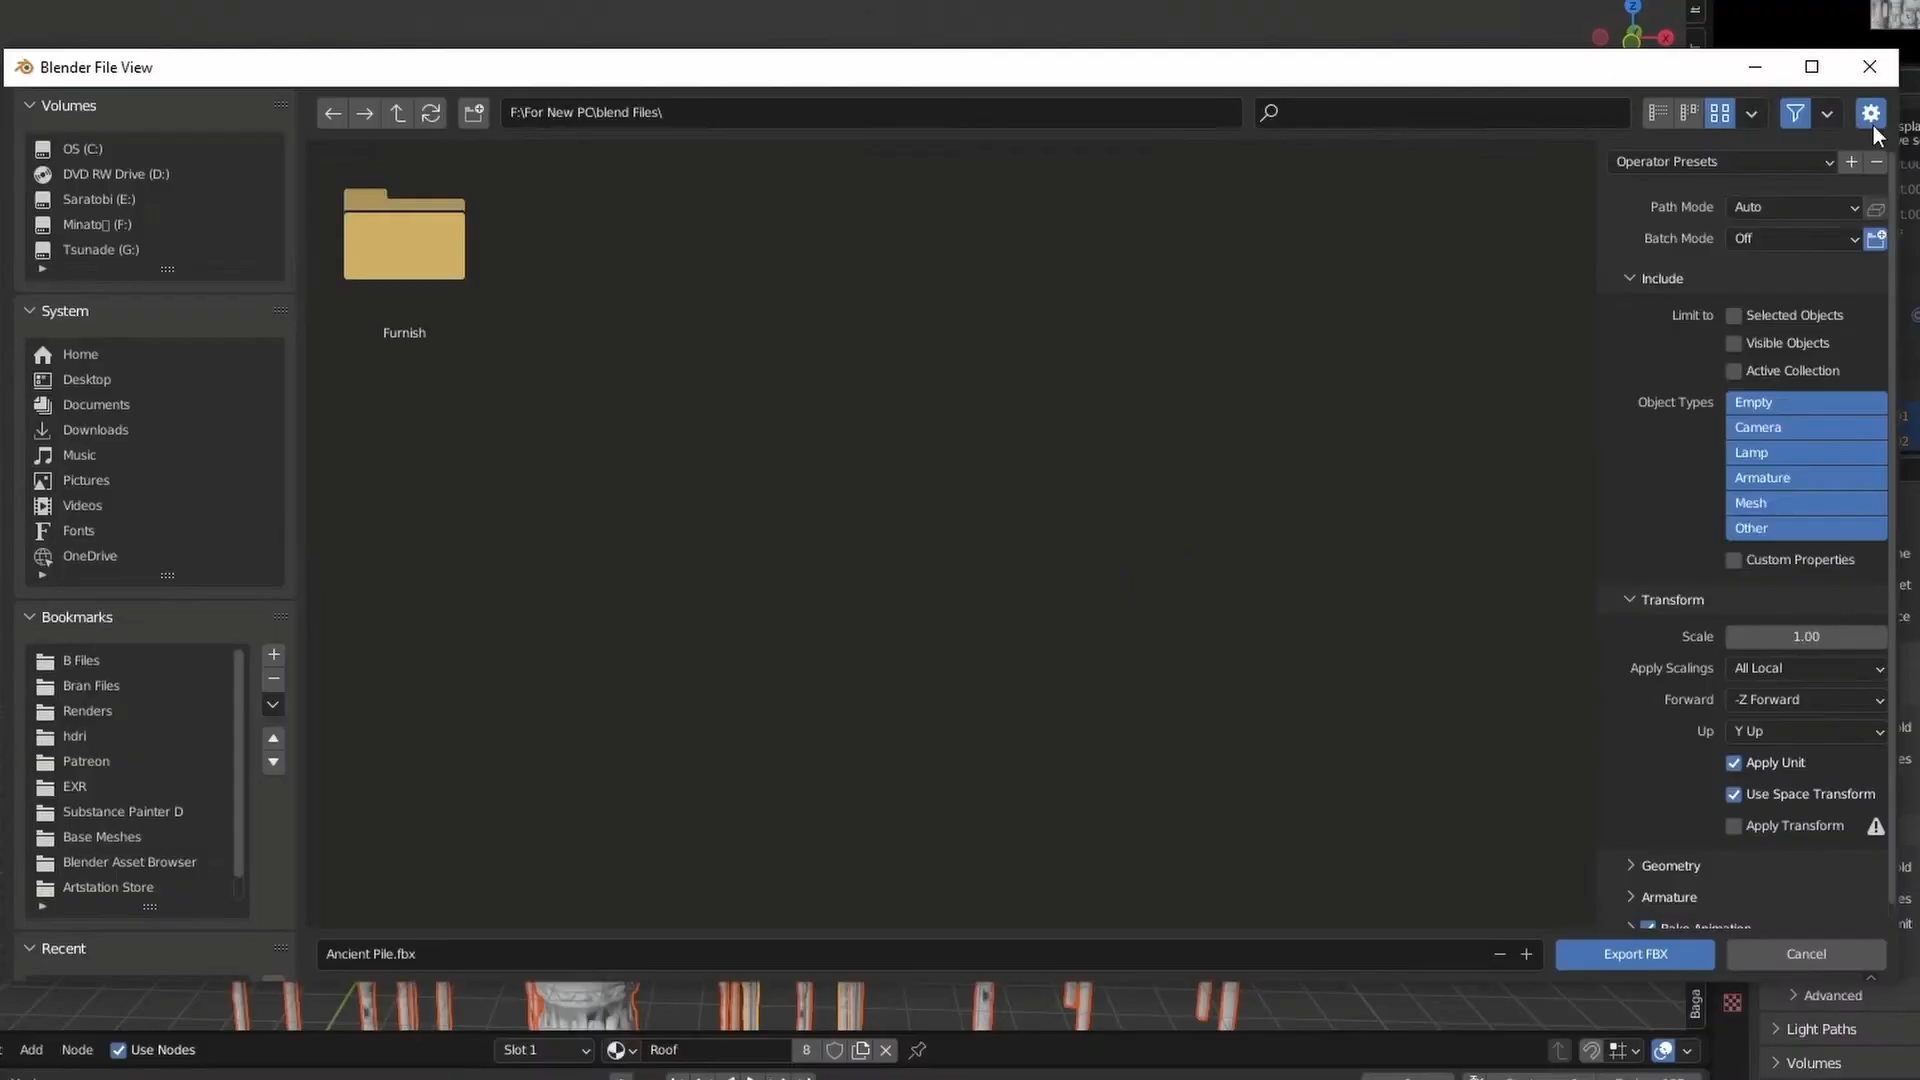 Z
X
Blender File View
Volumes
F:\For New PC\blend Files\
OS (C:)
DVD RW Drive (D:)
Saratobi (E:)
Minato (F:)
Tsunade (G:)
System
Home
Desktop
Documents
Downloads
Music
Pictures
Videos
Fonts
OneDrive
Bookmarks
B Files
Bran Files
Renders
hdri
Patreon
EXR
Substance Painter D
Base Meshes
Blender Asset Browser
Artstation Store
Recent
Furnish
Operator Presets
Path Mode Auto
Batch Mode Off
Include
Limit to Selected Objects
Visible Objects
Active Collection
Object Types Empty
Camera
Lamp
Armature
Mesh
Other
Custom Properties
Transform
Scale 1.00
Apply Scalings All Local
Forward -Z Forward
Up Y Up
Apply Unit
Use Space Transform
Apply Transform
Geometry
Armature
Bake Animation
Ancient Pile.fbx
Export FBX
Cancel
Baga
Advanced
Light Paths
Volumes
Add Node Use Nodes Slot 1 Roof 8